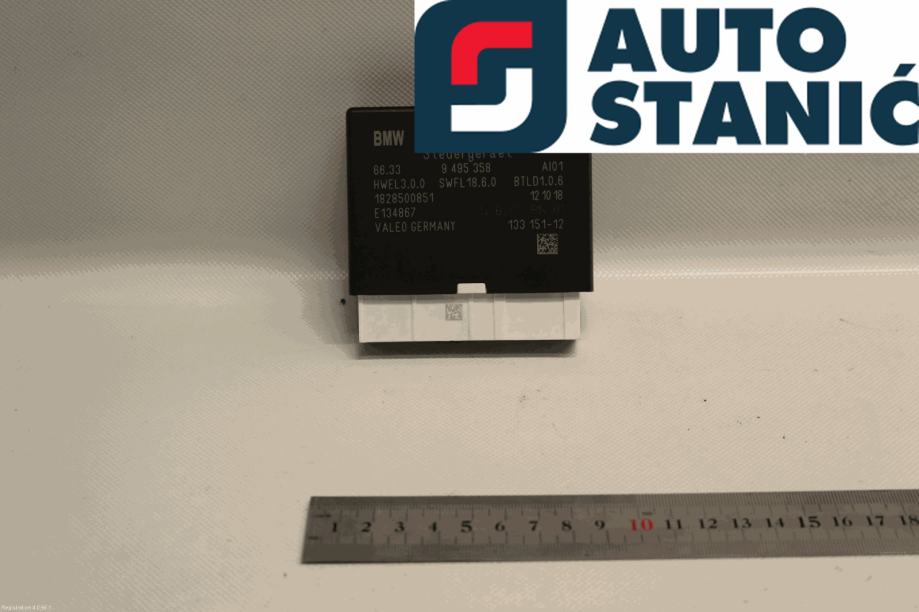 AUTO
STANIĆ
BMW
Steuergeraet
66.33 9 495 358 AI01
HWEL3.0.0 SWFL18.6.0 BTLD1.0.6
1828500851 12 10 18
E134867
VALEO GERMANY 133 151-12
1 2 3 4 5 6 7 8 9 10 11 12 13 14 15 16 17 18